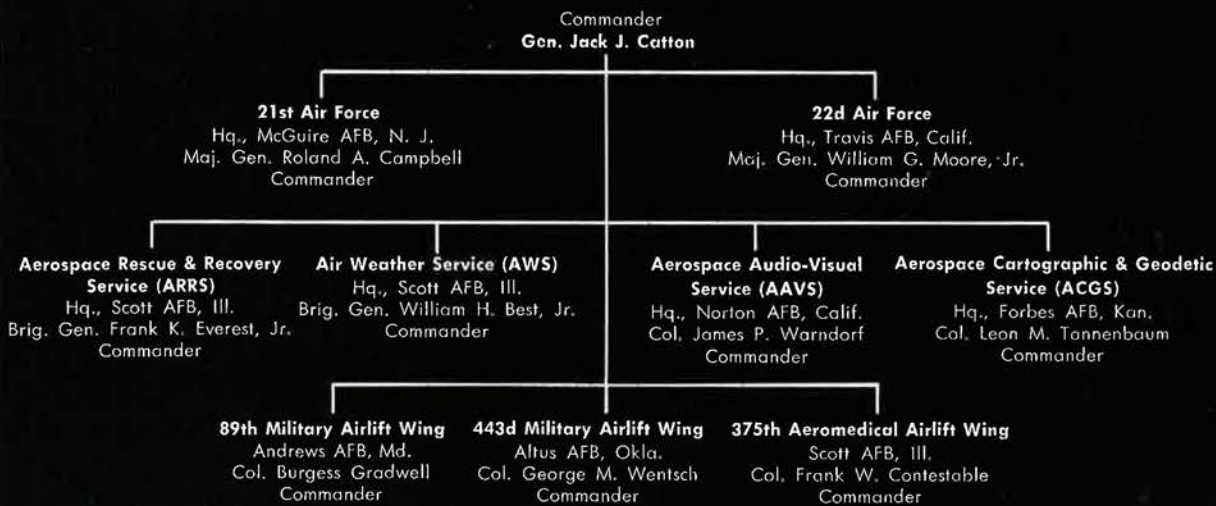 Commander
Gen. Jack J. Catton
21st Air Force
Hq., McGuire AFB, N. J.
Maj. Gen. Roland A. Campbell
Commander
22d Air Force
Hq., Travis AFB, Calif.
Maj. Gen. William G. Moore, Jr.
Commander
Aerospace Rescue & Recovery
Service (ARRS)
Hq., Scott AFB, Ill.
Brig. Gen. Frank K. Everest, Jr.
Commander
Air Weather Service (AWS)
Hq., Scott AFB, Ill.
Brig. Gen. William H. Best, Jr.
Commander
Aerospace Audio-Visual
Service (AAVS)
Hq., Norton AFB, Calif.
Col. James P. Warndorf
Commander
Aerospace Cartographic & Geodetic
Service (ACGS)
Hq., Forbes AFB, Kan.
Col. Leon M. Tannenbaum
Commander
89th Military Airlift Wing
Andrews AFB, Md.
Col. Burgess Gradwell
Commander
443d Military Airlift Wing
Altus AFB, Okla.
Col. George M. Wentsch
Commander
375th Aeromedical Airlift Wing
Scott AFB, Ill.
Col. Frank W. Contestable
Commander